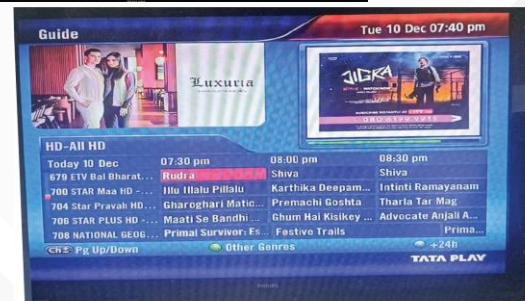 Guide
Tue 10 Dec 07:40 pm
Luxuria
JIGRA
080 6199 9915
HD-All HD
Today 10 Dec 07:30 pm 08:00 pm 08:30 pm
679 ETV Bal Bharat... Rudra Shiva Shiva
700 STAR Maa HD -... Illu Illalu Pillalu Karthika Deepam... Intinti Ramayanam
704 Star Pravah HD... Gharoghari Matic... Premachi Goshta Tharla Tar Mag
706 STAR PLUS HD -... Maati Se Bandhi ... Ghum Hai Kisikey ... Advocate Anjali A...
708 NATIONAL GEOG... Primal Survivor: Es... Festive Trails Prima...
Ch± Pg Up/Down Other Genres +24h
TATA PLAY
PHILIPS